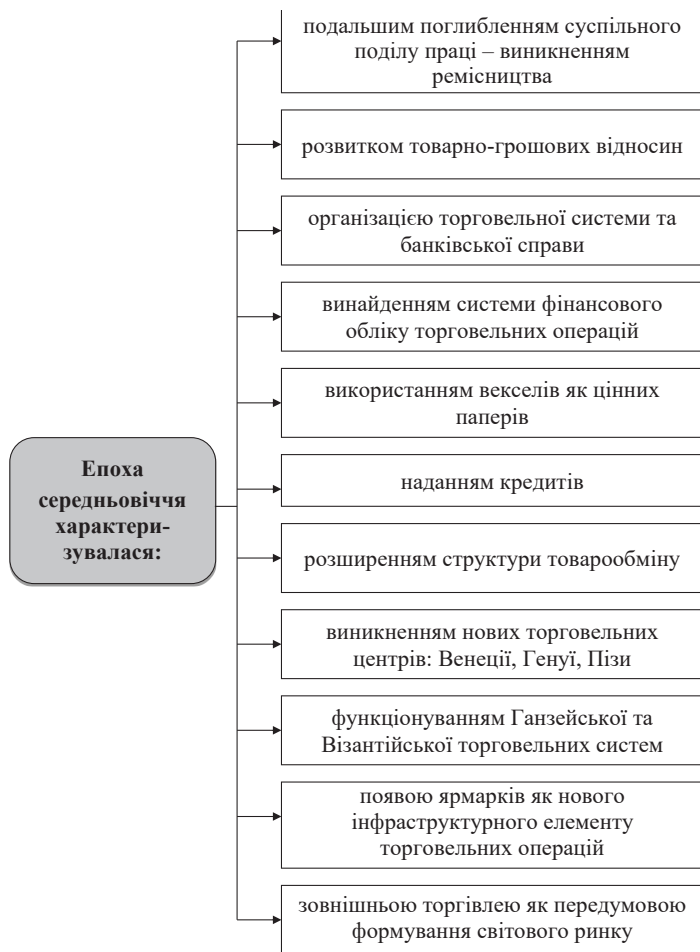 подальшим поглибленням суспільного
поділу праці – виникненням
ремісництва
розвитком товарно-грошових відносин
організацією торговельної системи та
банківської справи
винайденням системи фінансового
обліку торговельних операцій
використанням векселів як цінних
паперів
Епоха
середньовіччя
характери-
зувалася:
наданням кредитів
розширенням структури товарообміну
виникненням нових торговельних
центрів: Венеції, Генуї, Пізи
функціонуванням Ганзейської та
Візантійської торговельних систем
появою ярмарків як нового
інфраструктурного елементу
торговельних операцій
зовнішньою торгівлею як передумовою
формування світового ринку